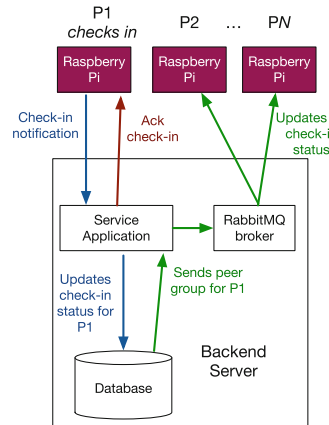 P1
checks in
P2 ... PN
Raspberry
Pi
Raspberry
Pi
Raspberry
Pi
Check-in
notification
Ack
check-in
Updates
check-i
status
Service
Application
RabbitMQ
broker
Updates
check-in
status for
P1
Sends peer
group for P1
Database
Backend
Server